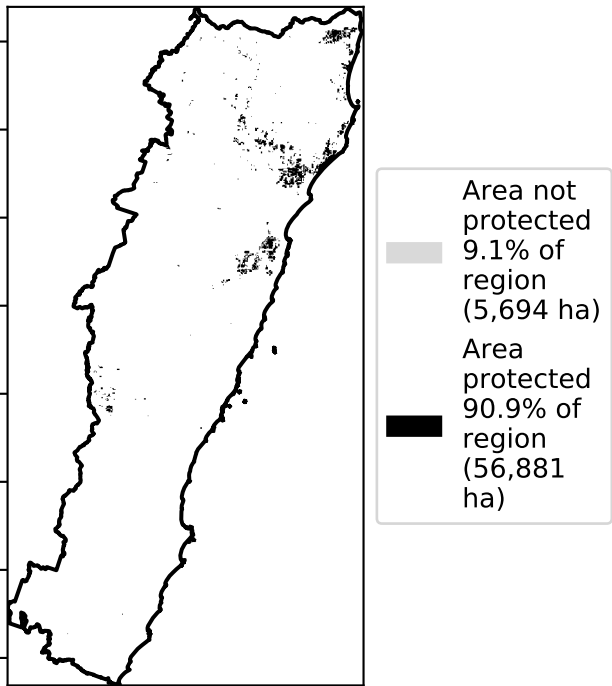 Area not
protected
9.1% of
region
(5,694 ha)
Area
protected
90.9% of
region
(56,881
ha)